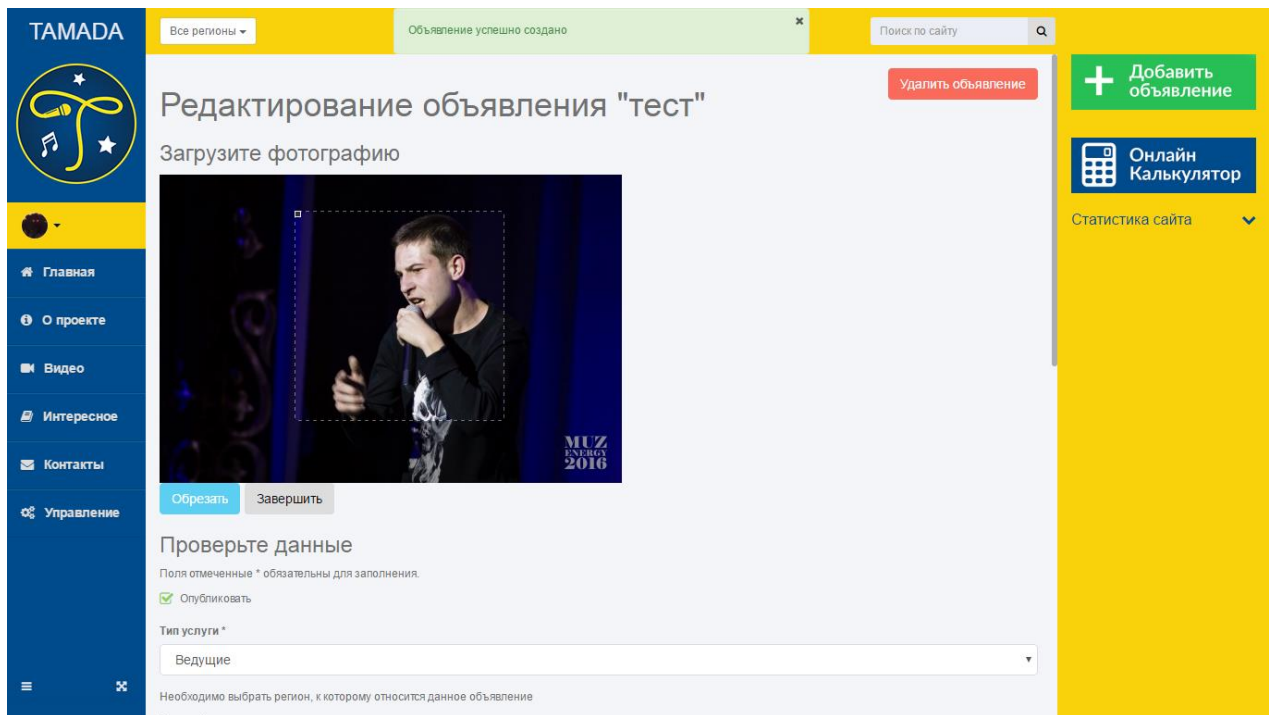 TAMADA
Все регионы
Объявление успешно создано
×
Поиск по сайту
Удалить объявление
Добавить
объявление
Редактирование объявления "тест"
Загрузите фотографию
Онлайн
Калькулятор
Статистика сайта
Главная
О проекте
Видео
Интересное
Контакты
Управление
MUZ
ENERGY
2016
Обрезать
Завершить
Проверьте данные
Поля отмеченные * обязательны для заполнения.
Опубликовать
Тип услуги *
Ведущие
Необходимо выбрать регион, к которому относится данное объявление